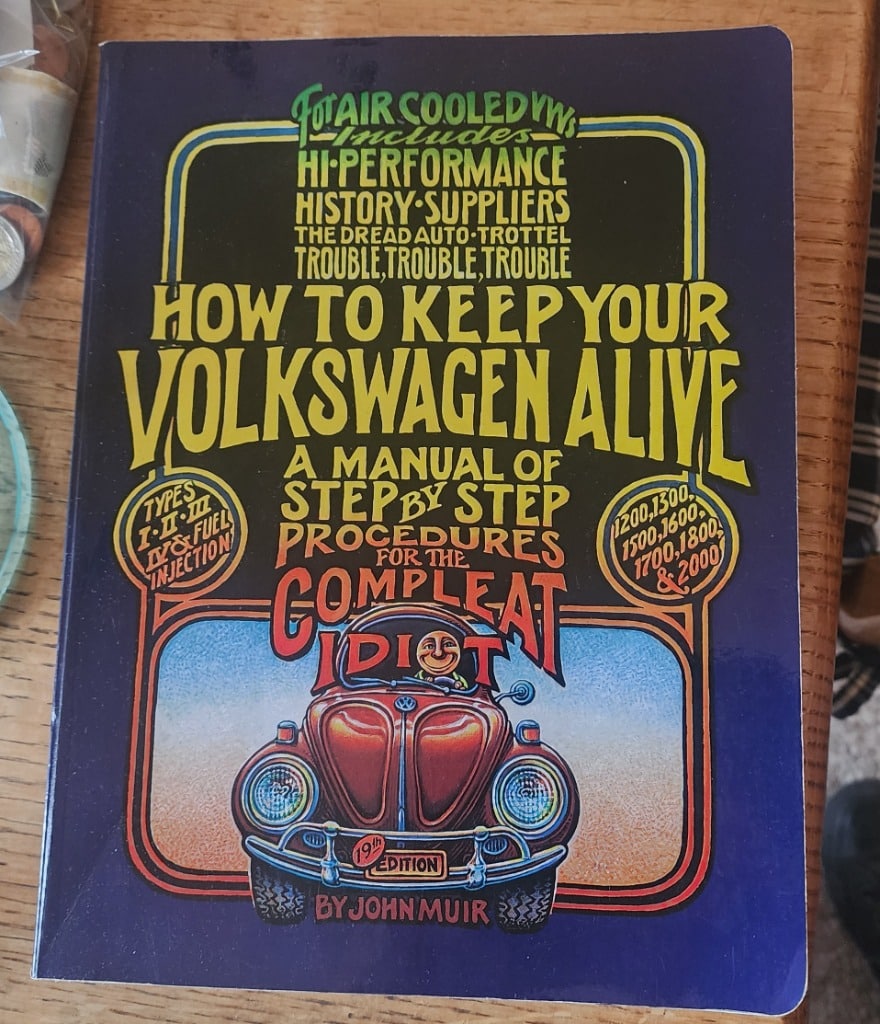 For AIR COOLED VWs
Includes
HI·PERFORMANCE
HISTORY·SUPPLIERS
THE DREAD AUTO·TROTTEL
TROUBLE, TROUBLE, TROUBLE
HOW TO KEEP YOUR
VOLKSWAGEN ALIVE
A MANUAL OF
STEP BY STEP
PROCEDURES
FOR THE
COMPLEAT
IDIOT
TYPES
I·II·III
IV & FUEL
INJECTION
1200, 1300,
1500, 1600,
1700, 1800,
& 2000
VW
19th
EDITION
BY JOHN MUIR